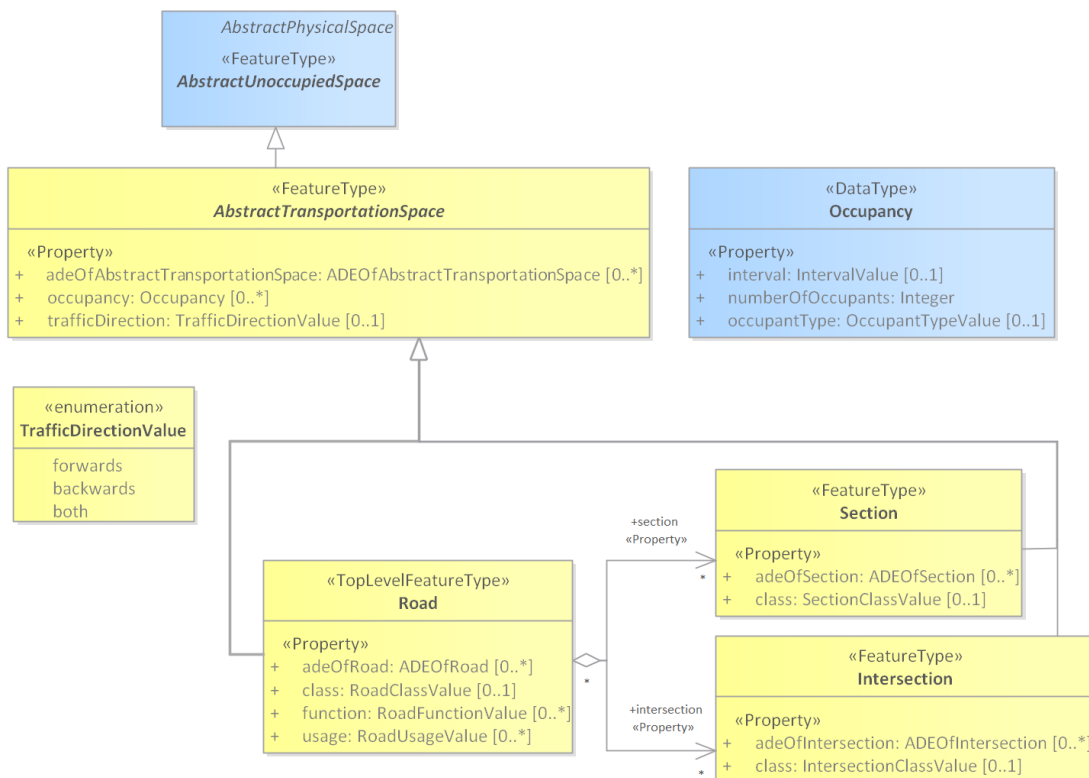 AbstractPhysicalSpace
«FeatureType»
AbstractUnoccupiedSpace
«FeatureType»
AbstractTransportationSpace
«Property»
+ adeOfAbstractTransportationSpace: ADEOfAbstractTransportationSpace [0..*]
+ occupancy: Occupancy [0..*]
+ trafficDirection: TrafficDirectionValue [0..1]
«DataType»
Occupancy
«Property»
+ interval: IntervalValue [0..1]
+ numberOfOccupants: Integer
+ occupantType: OccupantTypeValue [0..1]
«enumeration»
TrafficDirectionValue
forwards
backwards
both
«FeatureType»
Section
«Property»
+ adeOfSection: ADEOfSection [0..*]
+ class: SectionClassValue [0..1]
+section
«Property»
*
«TopLevelFeatureType»
Road
«Property»
+ adeOfRoad: ADEOfRoad [0..*]
+ class: RoadClassValue [0..1]
+ function: RoadFunctionValue [0..*]
+ usage: RoadUsageValue [0..*]
*
+intersection
«Property»
*
«FeatureType»
Intersection
«Property»
+ adeOfIntersection: ADEOfIntersection [0..*]
+ class: IntersectionClassValue [0..1]